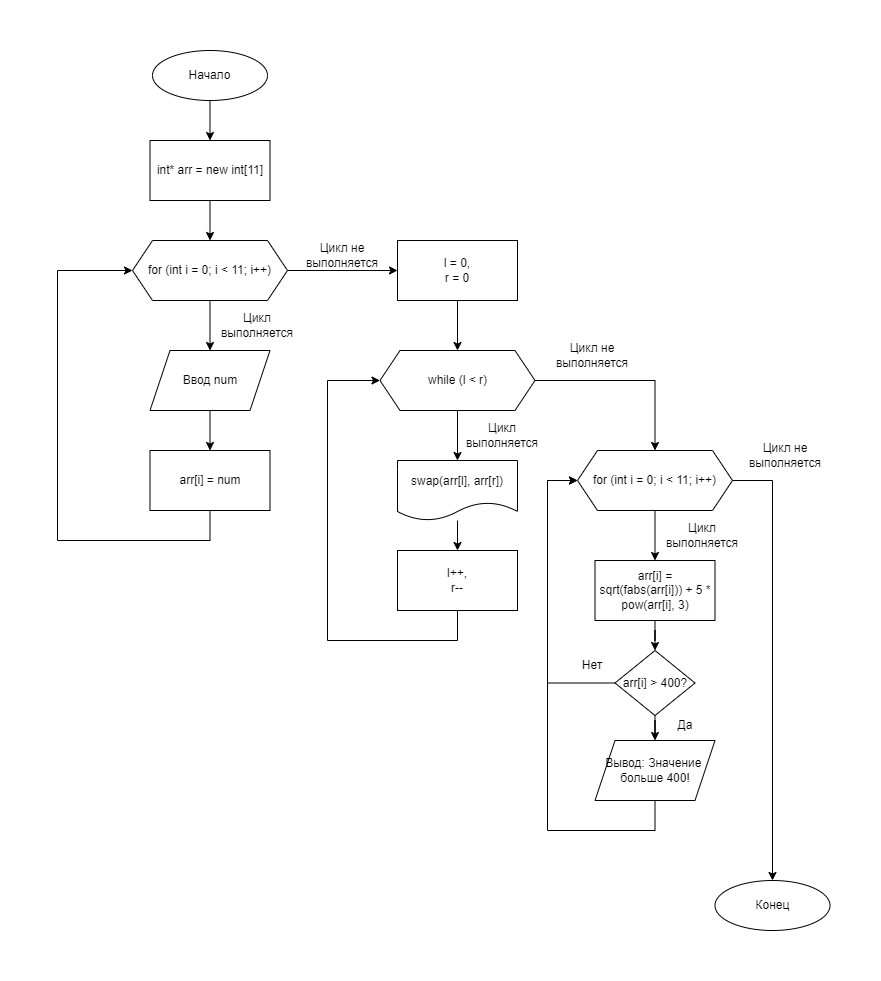 Начало
int* arr = new int[11]
for (int i = 0; i < 11; i++)
Цикл не
выполняется
Цикл
выполняется
Ввод num
arr[i] = num
l = 0,
r = 0
while (l < r)
Цикл не
выполняется
Цикл
выполняется
swap(arr[l], arr[r])
l++,
r--
for (int i = 0; i < 11; i++)
Цикл не
выполняется
Цикл
выполняется
arr[i] =
sqrt(fabs(arr[i])) + 5 *
pow(arr[i], 3)
arr[i] > 400?
Нет
Да
Вывод: Значение
больше 400!
Конец